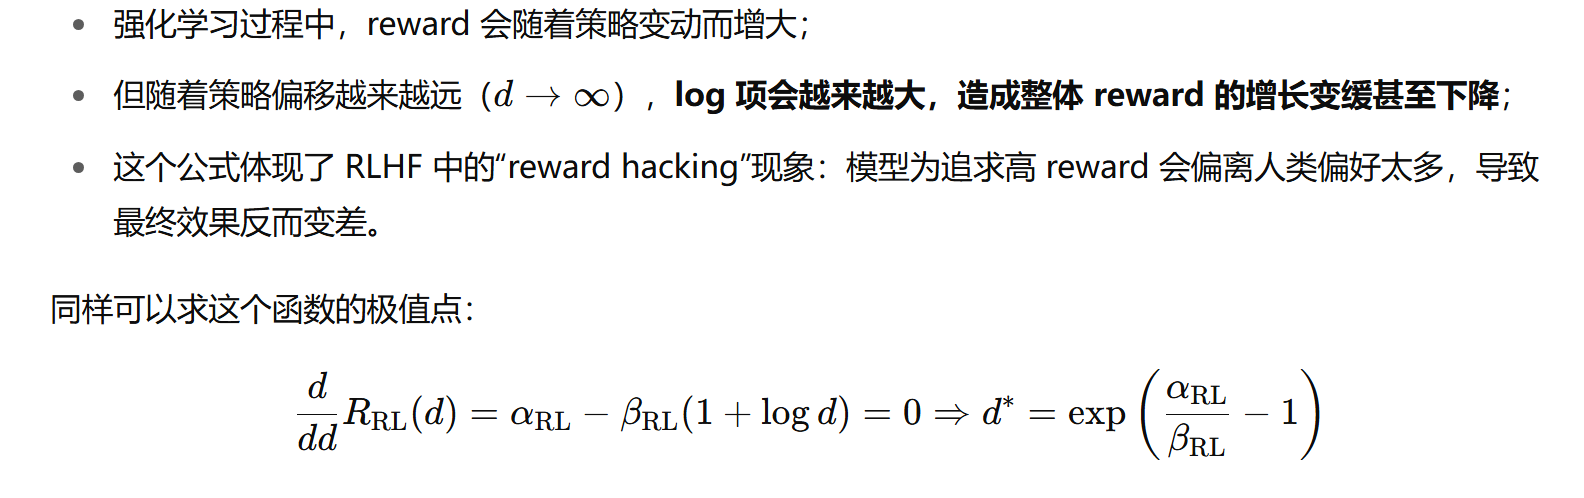 • 强化学习过程中，reward 会随着策略变动而增大；
• 但随着策略偏移越来越远（d → ∞），log 项会越来越大，造成整体 reward 的增长变缓甚至下降；
• 这个公式体现了 RLHF 中的“reward hacking”现象：模型为追求高 reward 会偏离人类偏好太多，导致
最终效果反而变差。
同样可以求这个函数的极值点：
\frac{d}{dd} R_{\mathrm{RL}}(d) = \alpha_{\mathrm{RL}} - \beta_{\mathrm{RL}}(1 + \log d) = 0 \Rightarrow d^* = \exp\left(\frac{\alpha_{\mathrm{RL}}}{\beta_{\mathrm{RL}}} - 1\right)